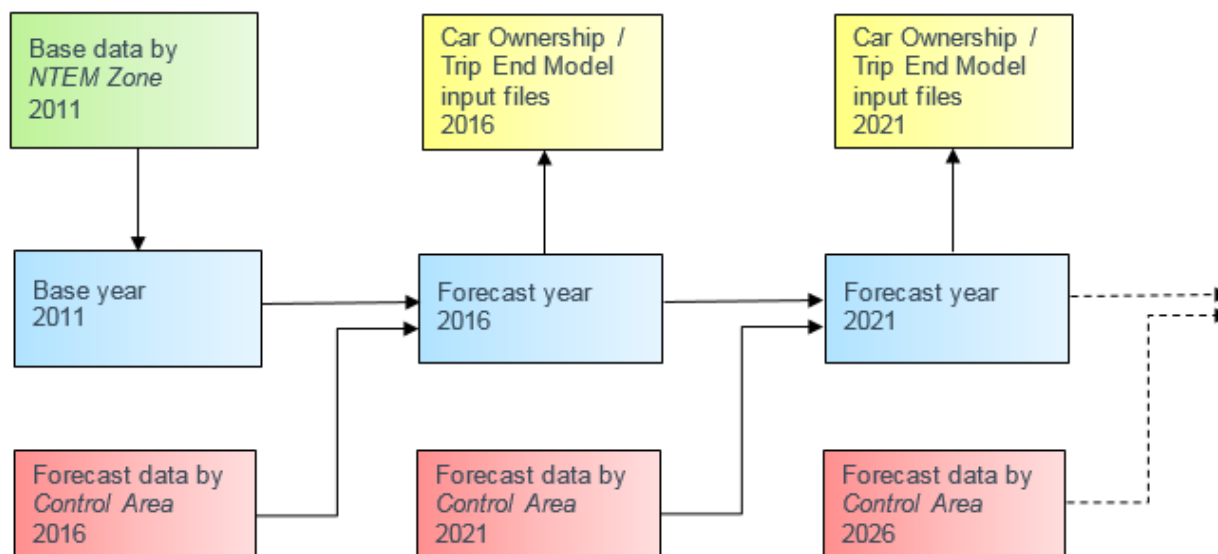 Base data by
NTEM Zone
2011
Car Ownership /
Trip End Model
input files
2016
Car Ownership /
Trip End Model
input files
2021
Base year
2011
Forecast year
2016
Forecast year
2021
Forecast data by
Control Area
2016
Forecast data by
Control Area
2021
Forecast data by
Control Area
2026